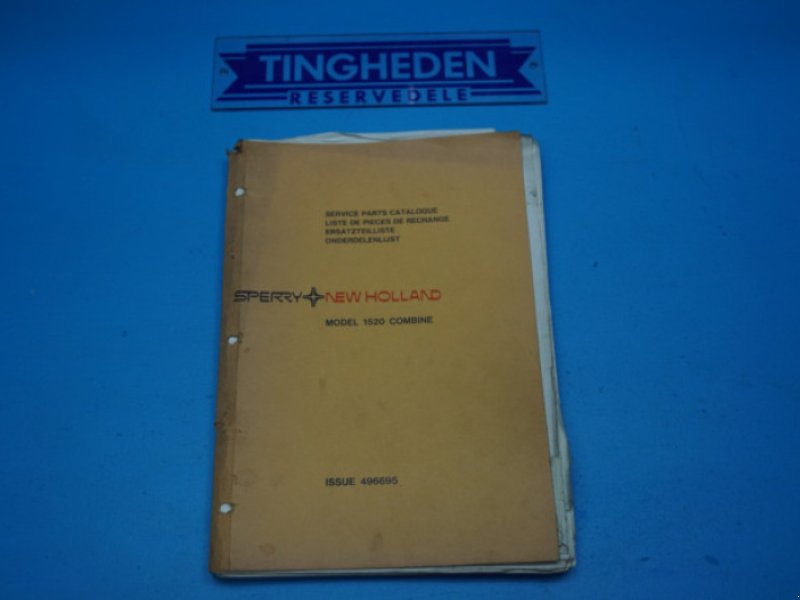 TINGHEDEN
RESERVEDELE
SERVICE PARTS CATALOGUE
LISTE DE PIECES DE RECHANGE
ERSATZTEILLISTE
ONDERDELENLIJST
SPERRY NEW HOLLAND
MODEL 1520 COMBINE
ISSUE 496695